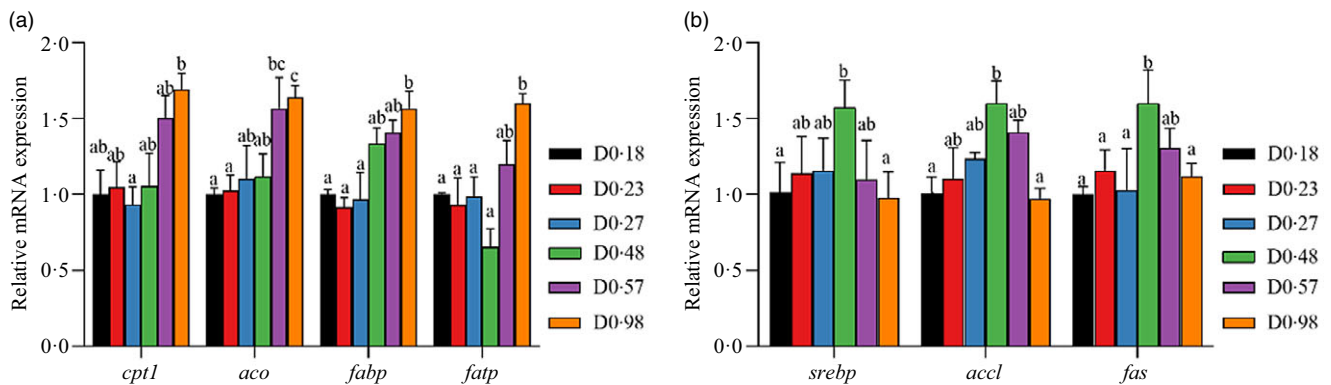 (a)
Relative mRNA expression
2·0
1·5
1·0
0·5
0·0
ab ab a ab ab b
a a ab ab bc c
a a a ab ab b
a a a a ab b
cpt1 aco fabp fatp
D0·18
D0·23
D0·27
D0·48
D0·57
D0·98
(b)
Relative mRNA expression
2·0
1·5
1·0
0·5
0·0
a ab ab b ab a
a ab ab b ab a
a a a b ab a
srebp accl fas
D0·18
D0·23
D0·27
D0·48
D0·57
D0·98